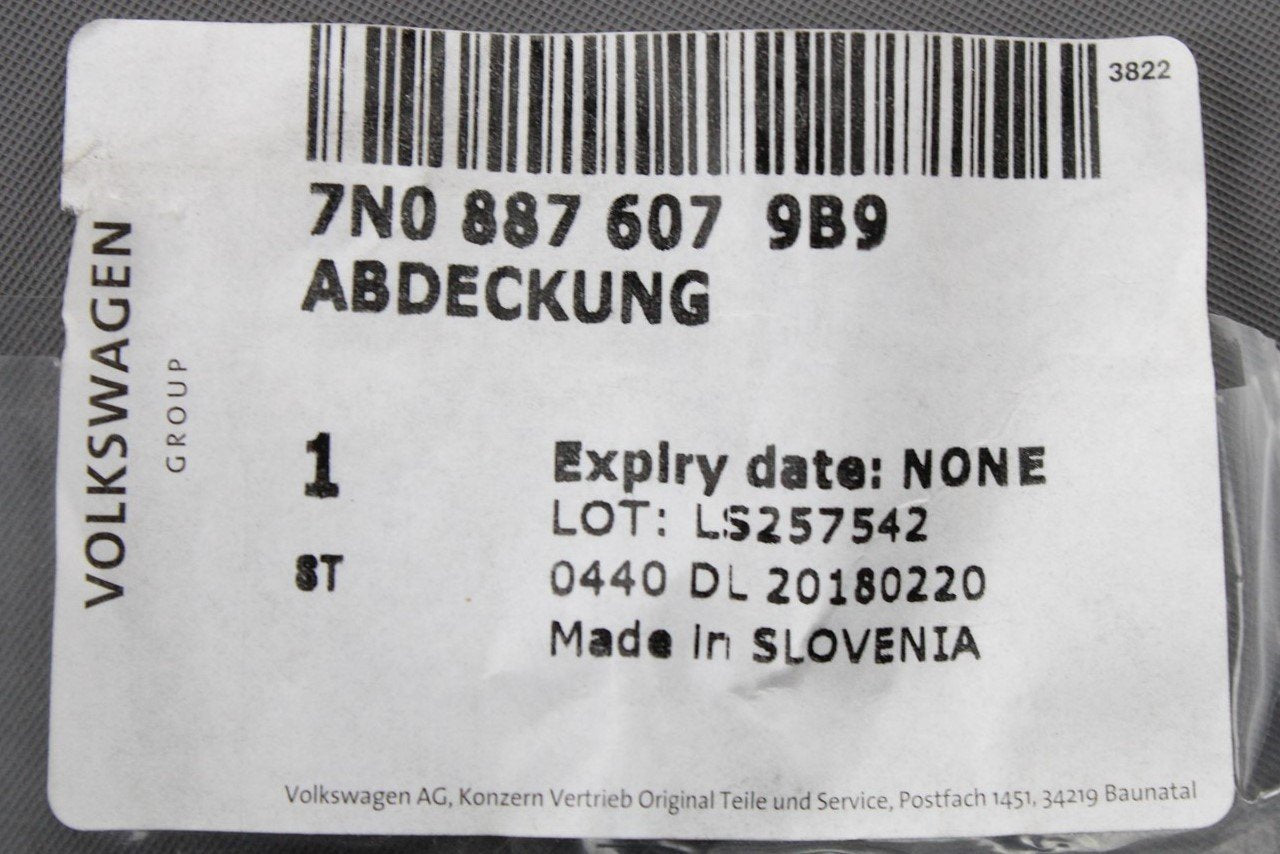 3822
7N0 887 607 9B9
ABDECKUNG
VOLKSWAGEN
GROUP
1
Expiry date: NONE
LOT: LS257542
ST
0440 DL 20180220
Made in SLOVENIA
Volkswagen AG, Konzern Vertrieb Original Teile und Service, Postfach 1451, 34219 Baunatal